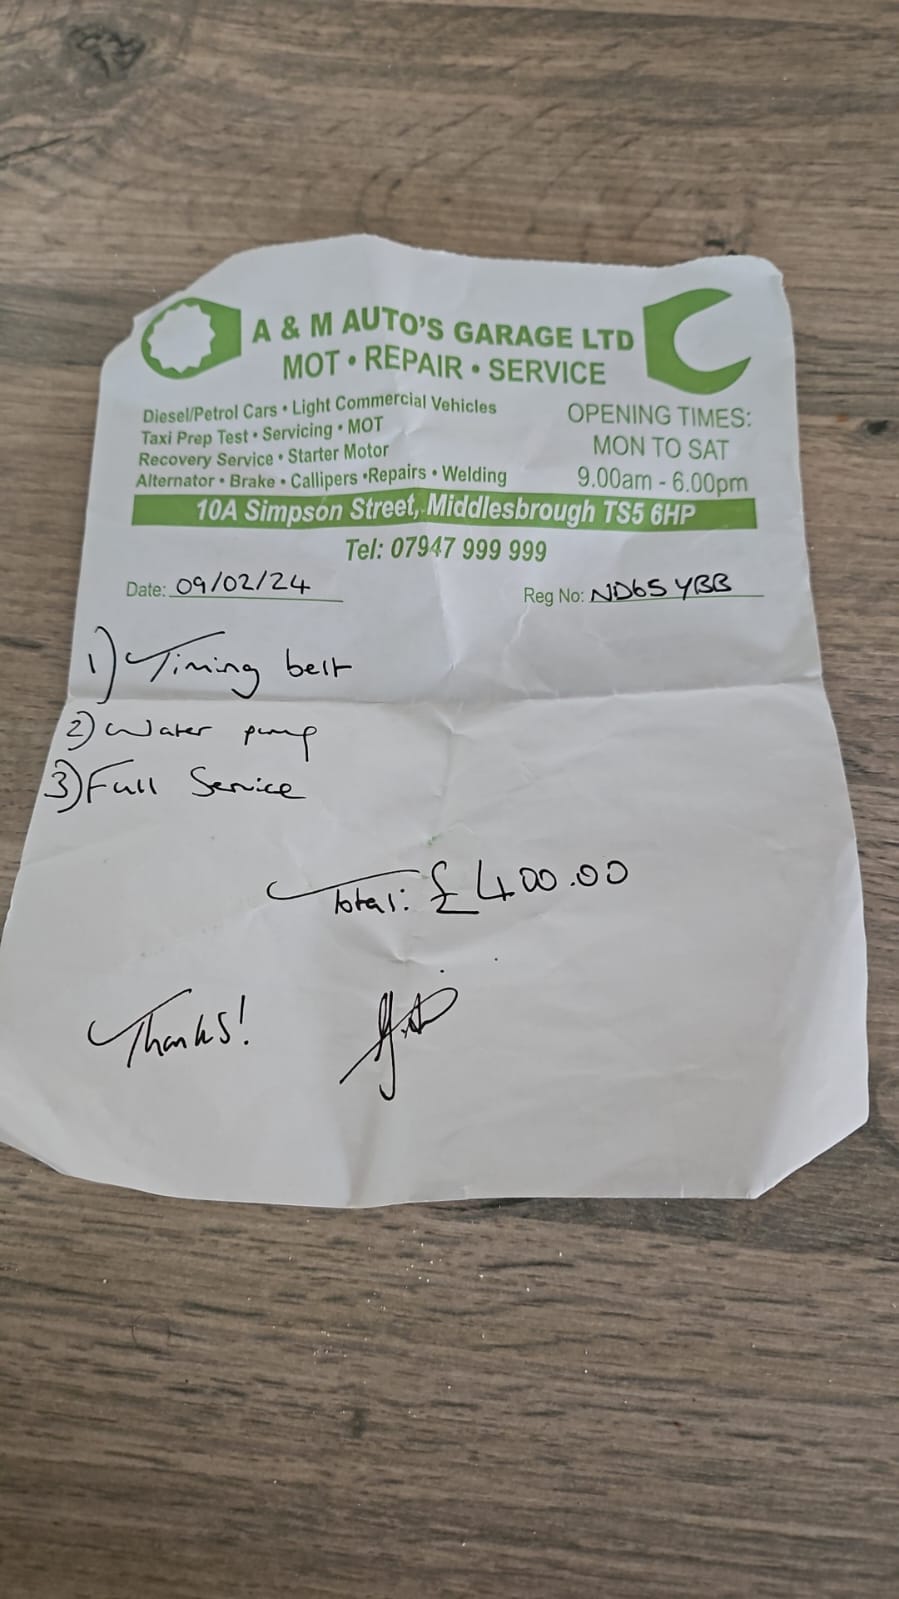 A & M AUTO'S GARAGE LTD
MOT • REPAIR • SERVICE
Diesel/Petrol Cars • Light Commercial Vehicles
Taxi Prep Test • Servicing • MOT
Recovery Service • Starter Motor
Alternator • Brake • Callipers •Repairs • Welding
OPENING TIMES:
MON TO SAT
9.00am - 6.00pm
10A Simpson Street, Middlesbrough TS5 6HP
Tel: 07947 999 999
Date: 09/02/24
Reg No: ND65 YBB
1) Timing belt
2) Water pump
3) Full Service
Total: £400.00
Thanks!